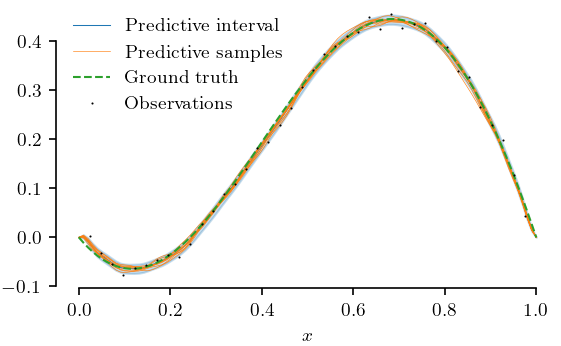 Predictive interval
Predictive samples
Ground truth
Observations
0.4
0.3
0.2
0.1
0.0
−0.1
0.0 0.2 0.4 0.6 0.8 1.0
x